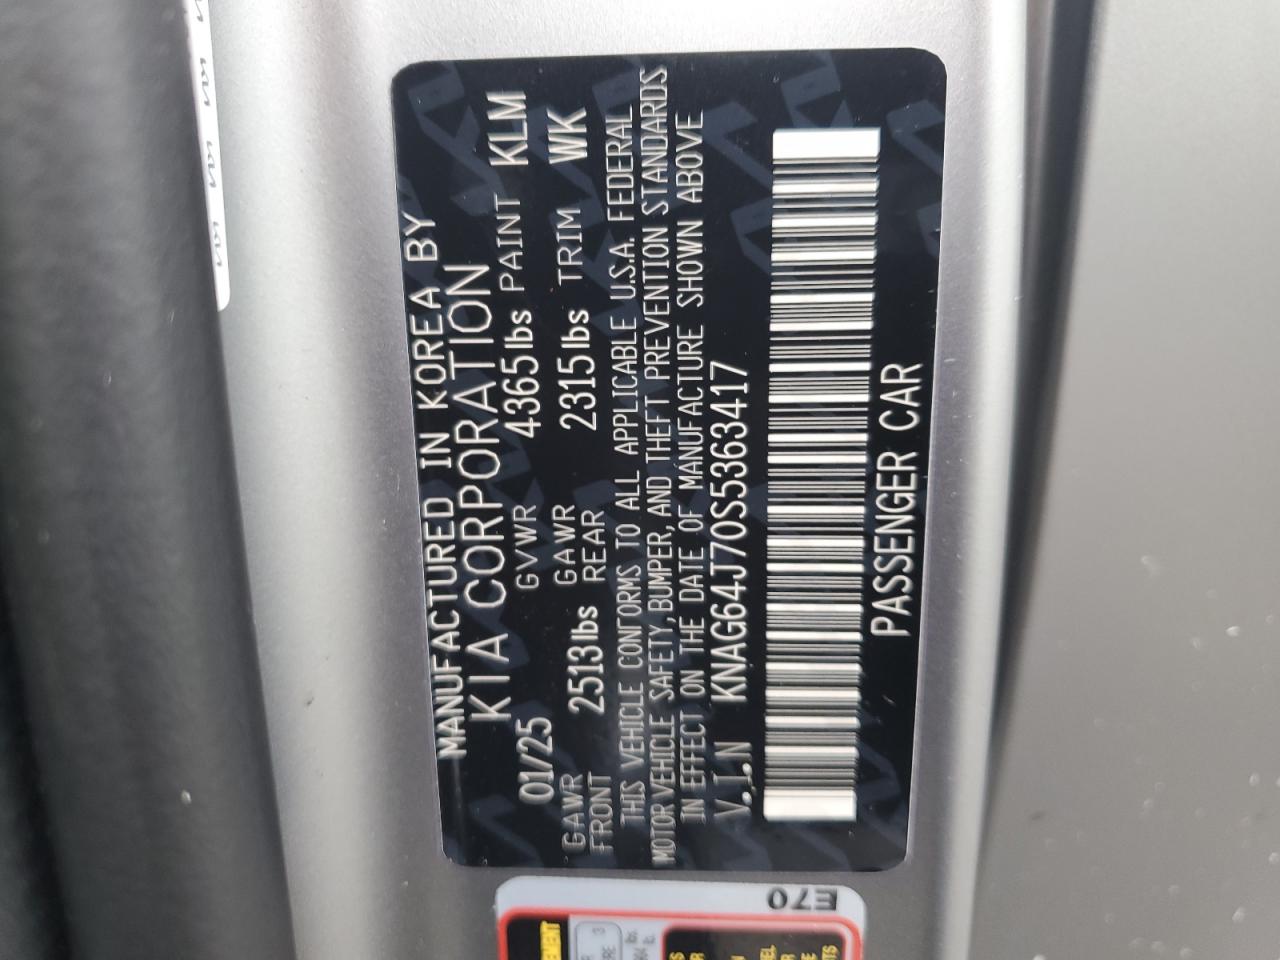 MANUFACTURED IN KOREA BY
KIA CORPORATION
01/25 GVWR 4365lbs PAINT KLM
GAWR FRONT 2513lbs GAWR REAR 2315lbs TRIM WK
THIS VEHICLE CONFORMS TO ALL APPLICABLE U.S.A. FEDERAL
MOTOR VEHICLE SAFETY, BUMPER, AND THEFT PREVENTION STANDARDS
IN EFFECT ON THE DATE OF MANUFACTURE SHOWN ABOVE
V.I.N KNAG64J70S5363417
PASSENGER CAR
E70